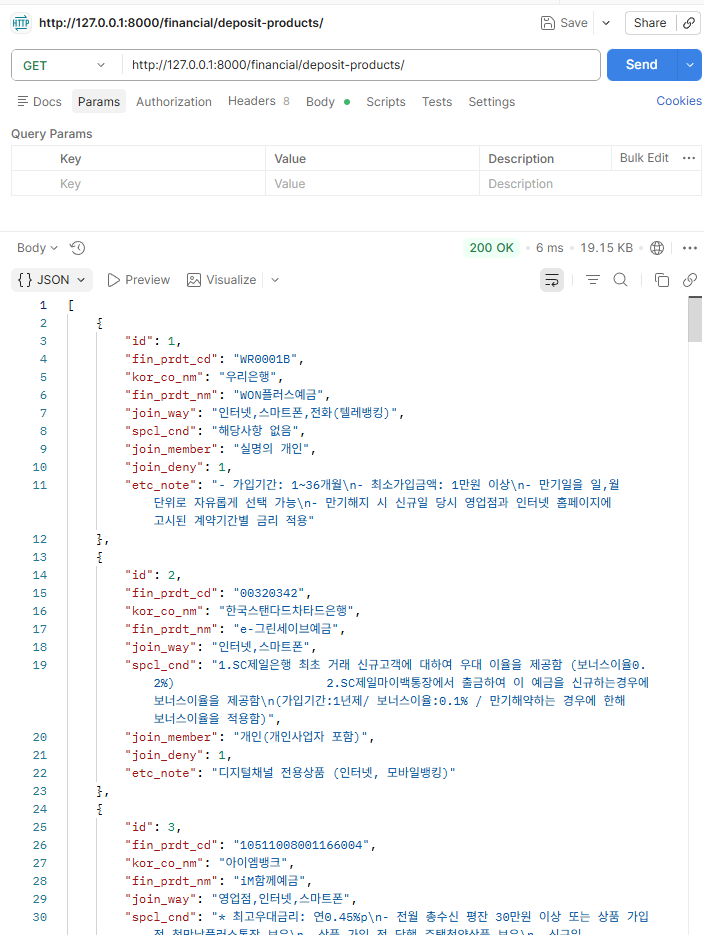 HTTP http://127.0.0.1:8000/financial/deposit-products/ Save Share
GET http://127.0.0.1:8000/financial/deposit-products/ Send
Docs Params Authorization Headers 8 Body Scripts Tests Settings Cookies
Query Params
Key Value Description Bulk Edit
Key Value Description
Body 200 OK 6 ms 19.15 KB
{} JSON Preview Visualize
1 [
2 {
3 "id": 1,
4 "fin_prdt_cd": "WR0001B",
5 "kor_co_nm": "우리은행",
6 "fin_prdt_nm": "WON플러스예금",
7 "join_way": "인터넷,스마트폰,전화(텔레뱅킹)",
8 "spcl_cnd": "해당사항 없음",
9 "join_member": "실명의 개인",
10 "join_deny": 1,
11 "etc_note": "- 가입기간: 1~36개월\n- 최소가입금액: 1만원 이상\n- 만기일을 일,월
단위로 자유롭게 선택 가능\n- 만기해지 시 신규일 당시 영업점과 인터넷 홈페이지에
고시된 계약기간별 금리 적용"
12 },
13 {
14 "id": 2,
15 "fin_prdt_cd": "00320342",
16 "kor_co_nm": "한국스탠다드차타드은행",
17 "fin_prdt_nm": "e-그린세이브예금",
18 "join_way": "인터넷,스마트폰",
19 "spcl_cnd": "1.SC제일은행 최초 거래 신규고객에 대하여 우대 이율을 제공함 (보너스이율0.
2%) 2.SC제일마이백통장에서 출금하여 이 예금을 신규하는경우에
보너스이율을 제공함\n(가입기간:1년제/ 보너스이율:0.1% / 만기해약하는 경우에 한해
보너스이율을 적용함)",
20 "join_member": "개인(개인사업자 포함)",
21 "join_deny": 1,
22 "etc_note": "디지털채널 전용상품 (인터넷, 모바일뱅킹)"
23 },
24 {
25 "id": 3,
26 "fin_prdt_cd": "10511008001166004",
27 "kor_co_nm": "아이엠뱅크",
28 "fin_prdt_nm": "iM함께예금",
29 "join_way": "영업점,인터넷,스마트폰",
30 "spcl_cnd": "* 최고우대금리: 연0.45%p\n- 전월 총수신 평잔 30만원 이상 또는 상품 가입